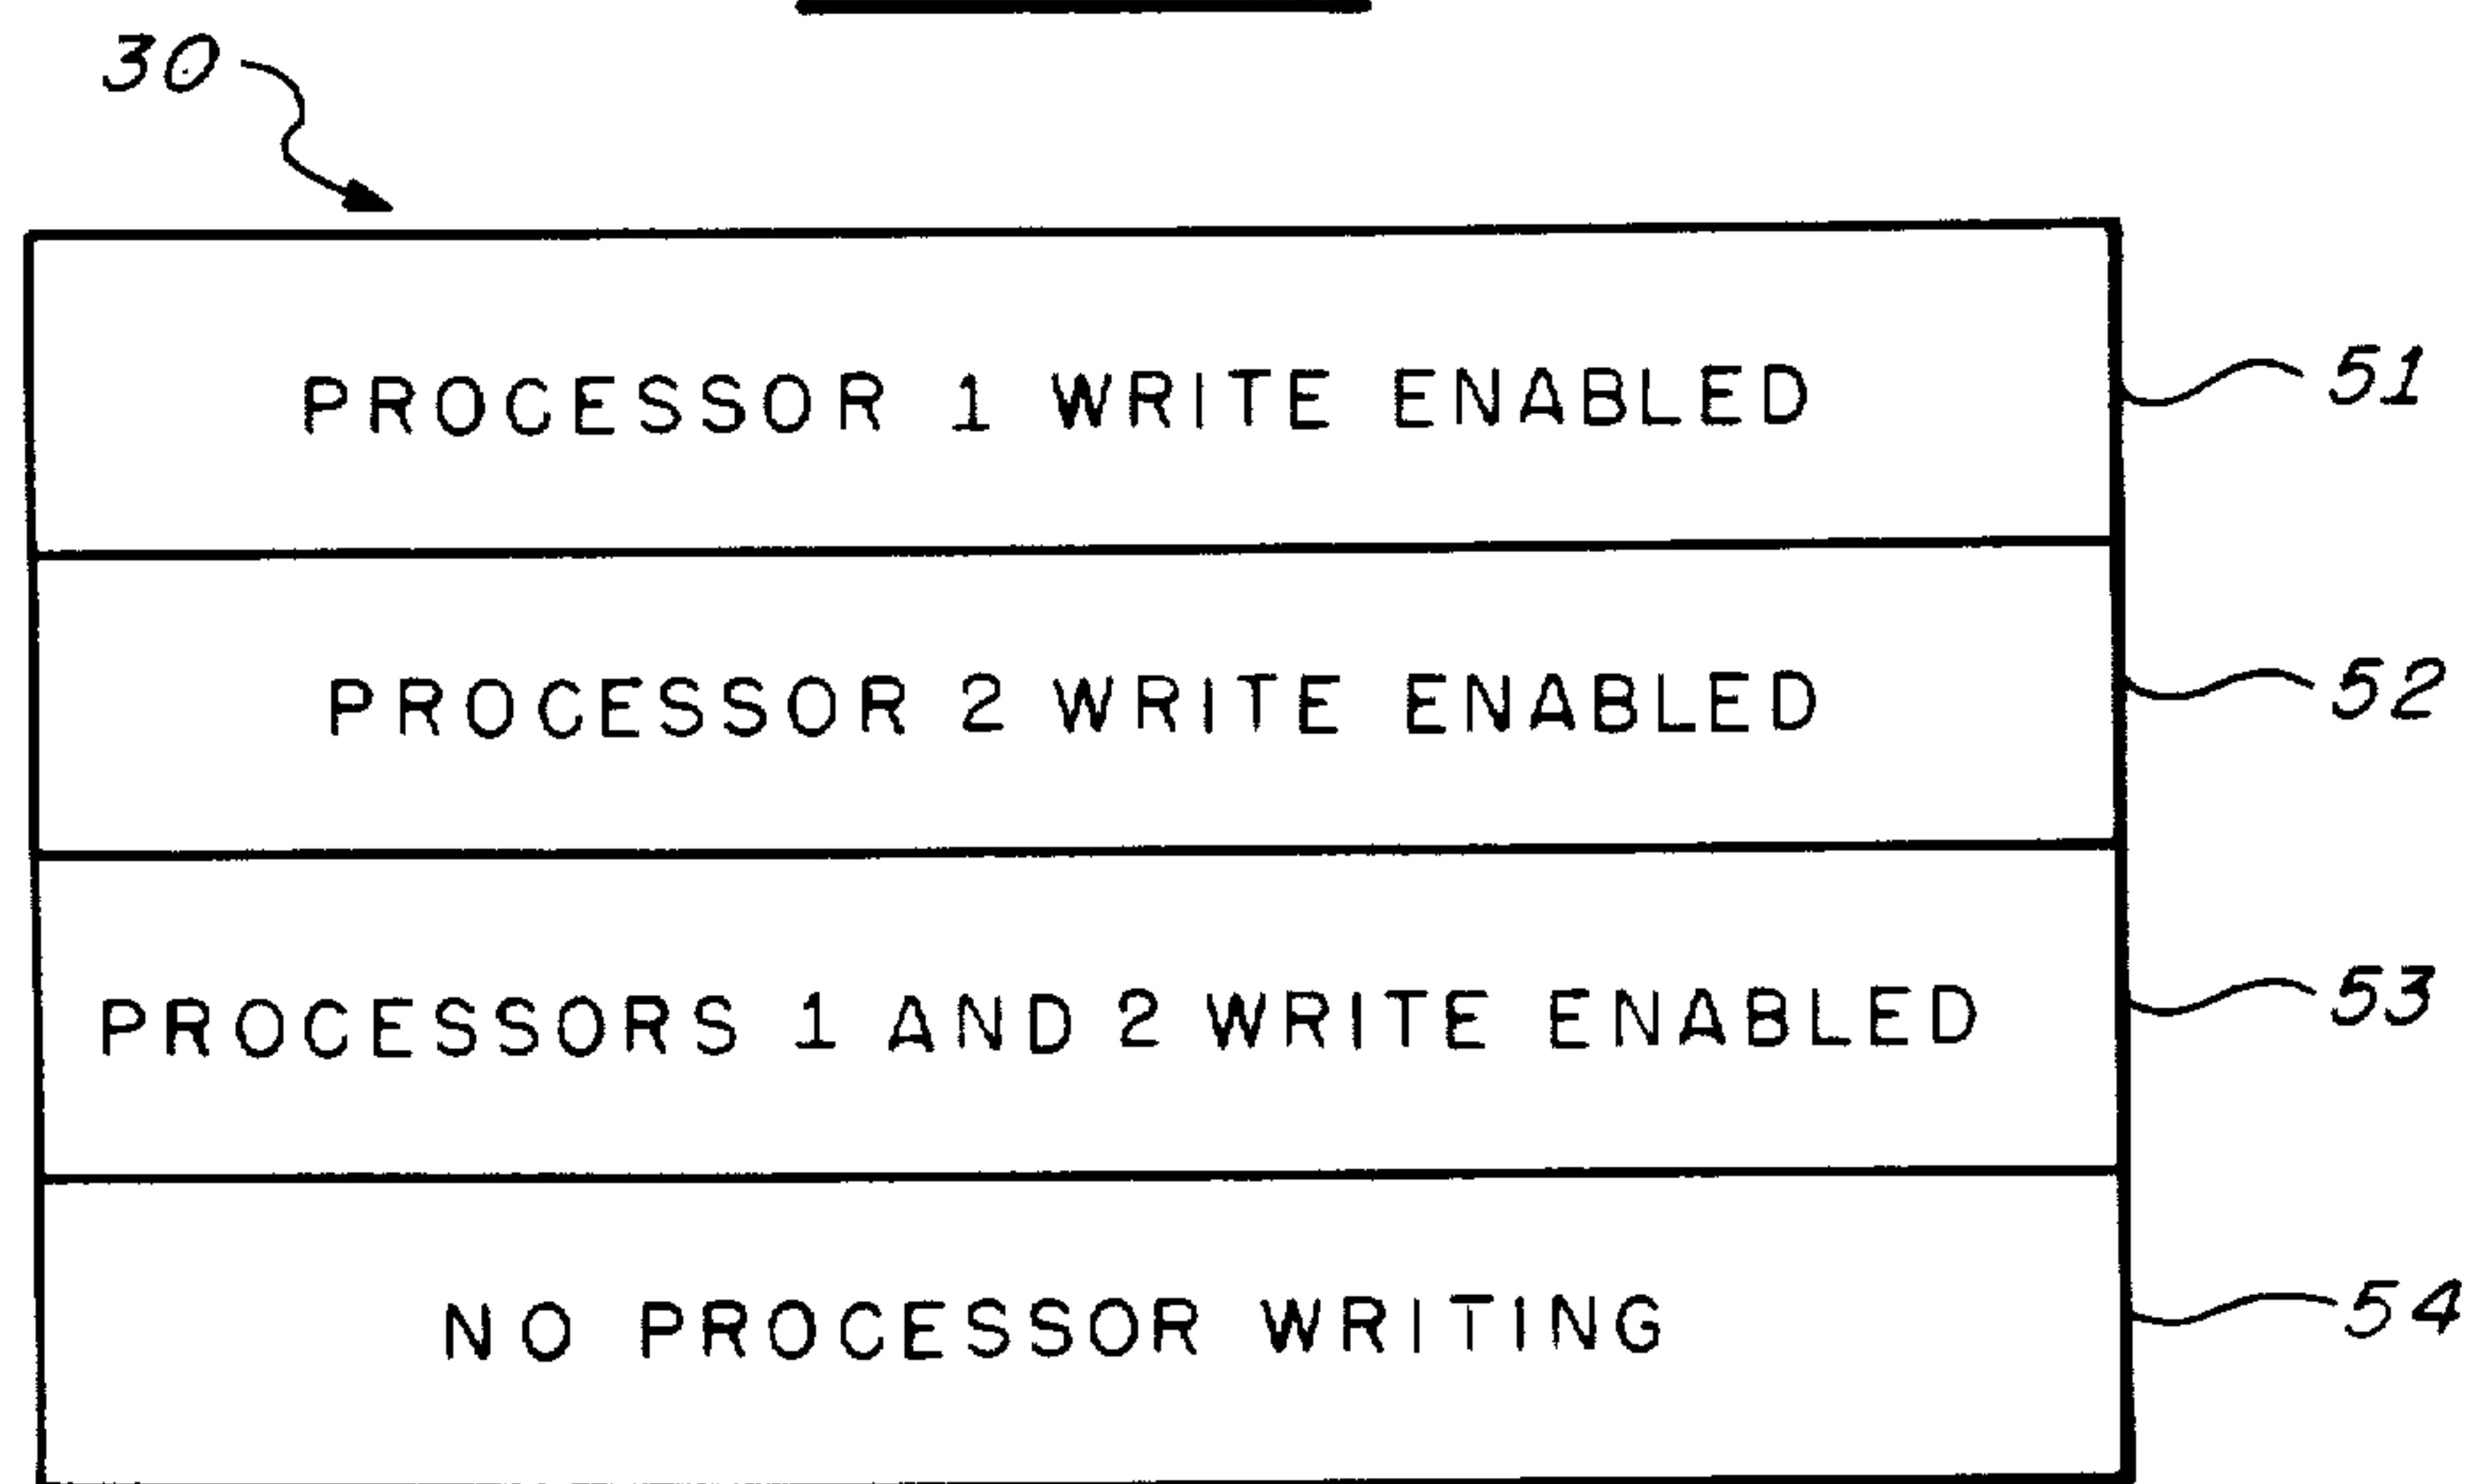 30
PROCESSOR 1 WRITE ENABLED 51
PROCESSOR 2 WRITE ENABLED 52
PROCESSORS 1 AND 2 WRITE ENABLED 53
NO PROCESSOR WRITING 54